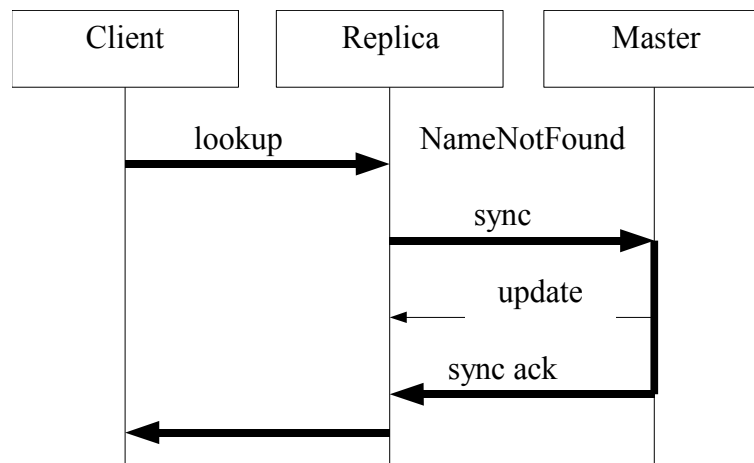 Client
Replica
Master
lookup
NameNotFound
sync
update
sync ack